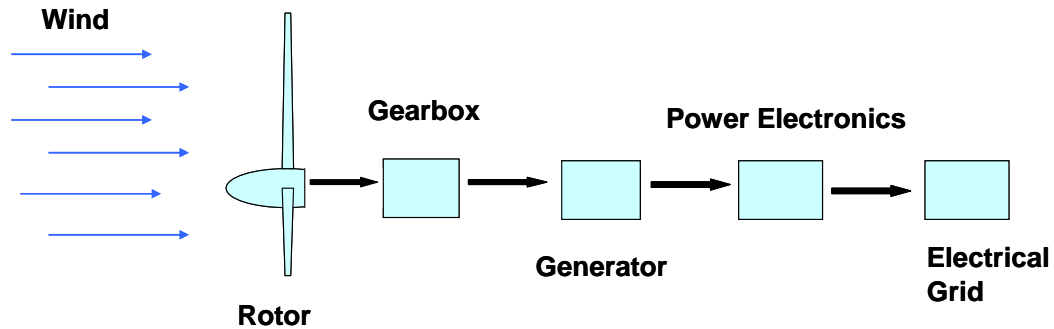 Wind
Gearbox
Power Electronics
Generator
Electrical
Grid
Rotor